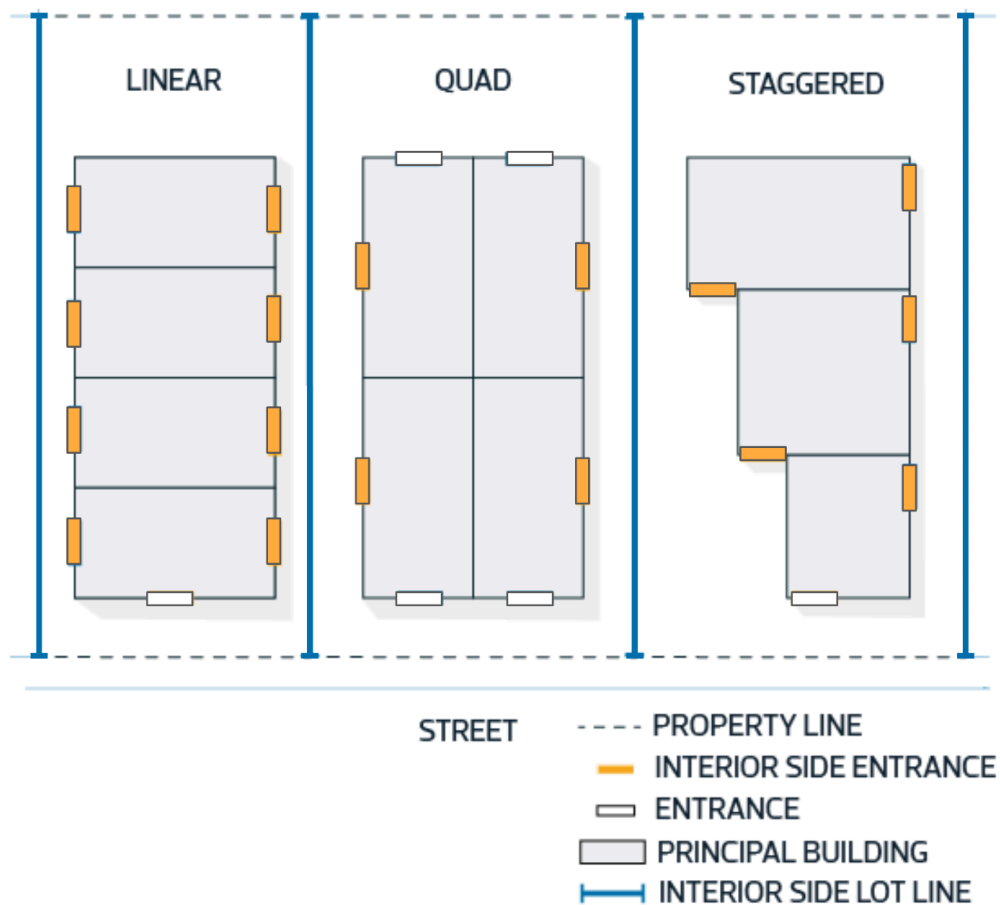 LINEAR
QUAD
STAGGERED
STREET
PROPERTY LINE
INTERIOR SIDE ENTRANCE
ENTRANCE
PRINCIPAL BUILDING
INTERIOR SIDE LOT LINE